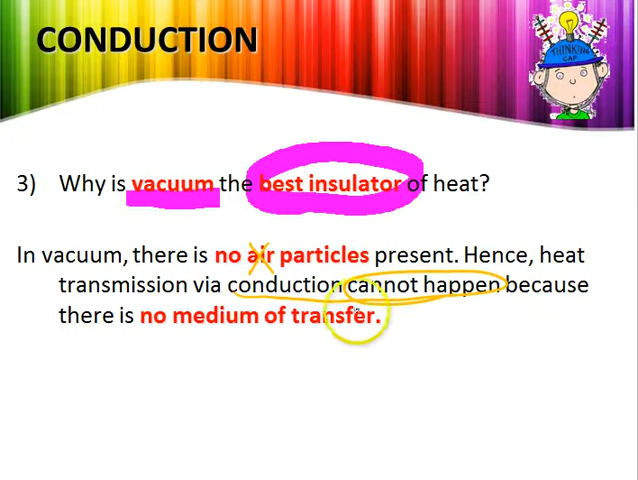 CONDUCTION
THINKING
CAP
3) Why is vacuum the best insulator of heat?
In vacuum, there is no air particles present. Hence, heat
transmission via conduction cannot happen because
there is no medium of transfer.